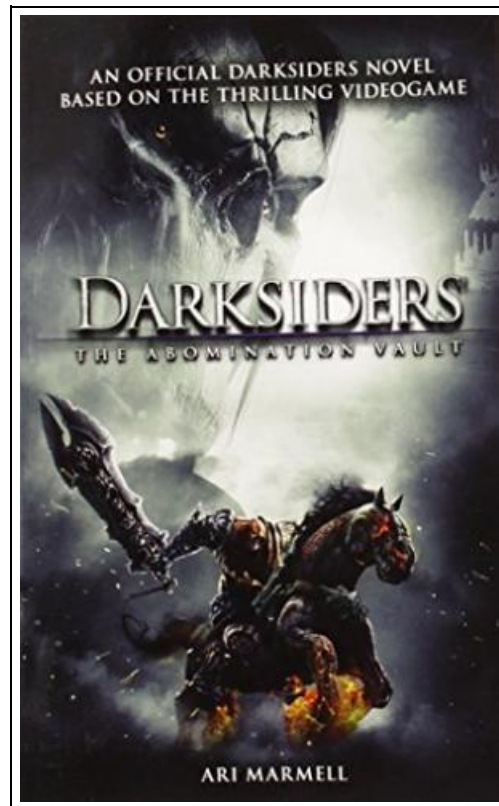 AN OFFICIAL DARKSIDERS NOVEL
BASED ON THE THRILLING VIDEOGAME
DARKSIDERS
THE ABOMINATION VAULT
ARI MARMELL